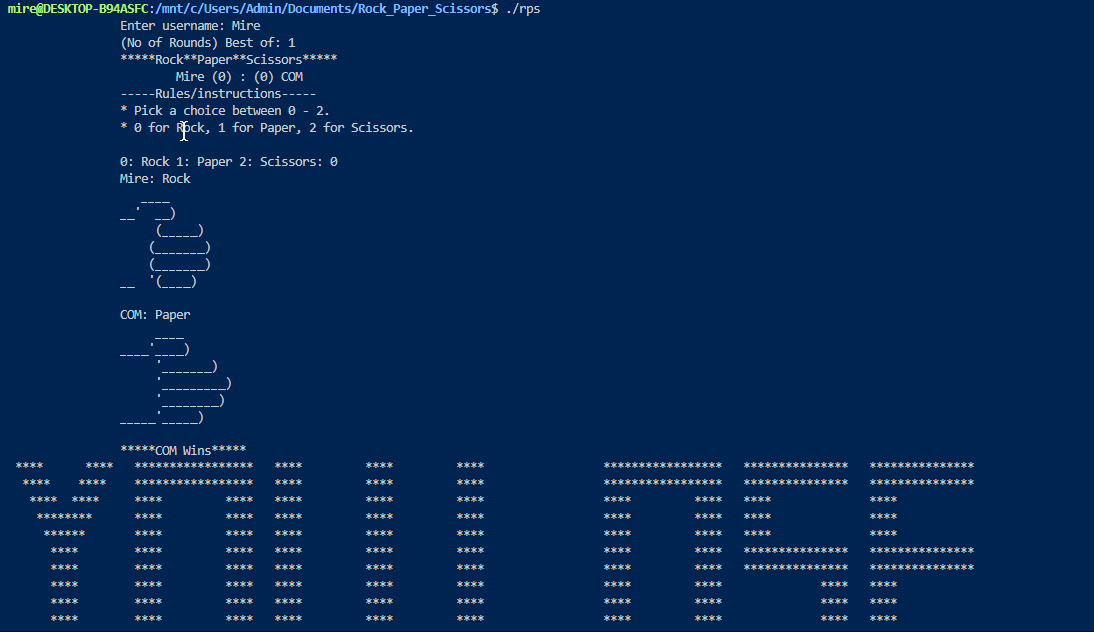 mire@DESKTOP-B94ASFC:/mnt/c/Users/Admin/Documents/Rock_Paper_Scissors$ ./rps
Enter username: Mire
(No of Rounds) Best of: 1
*****Rock**Paper**Scissors*****
Mire (0) : (0) COM
-----Rules/instructions-----
* Pick a choice between 0 - 2.
* 0 for Rock, 1 for Paper, 2 for Scissors.
0: Rock 1: Paper 2: Scissors: 0
Mire: Rock
COM: Paper
*****COM Wins*****